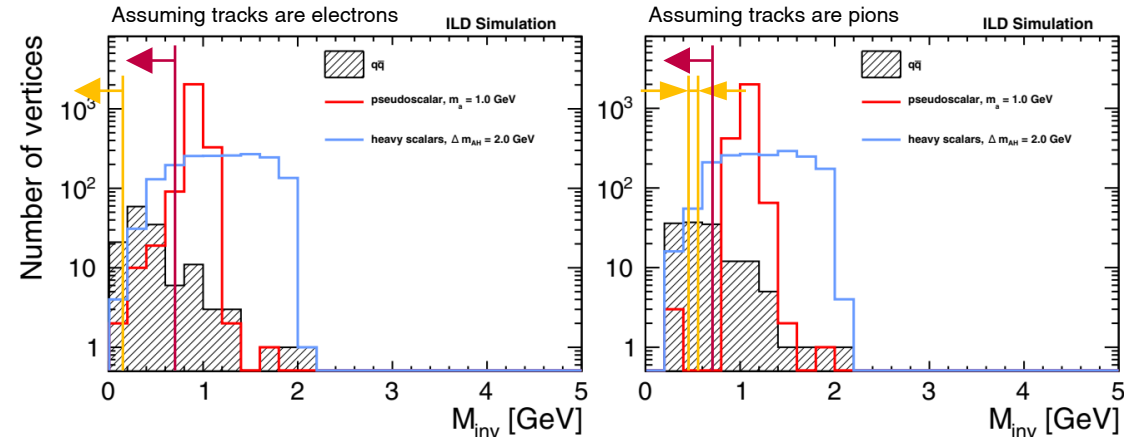 Assuming tracks are electrons
ILD Simulation
Number of vertices
10³
10²
10
1
qq̄
pseudoscalar, mₐ = 1.0 GeV
heavy scalars, Δ m_AH = 2.0 GeV
0 1 2 3 4 5
M_inv [GeV]
Assuming tracks are pions
ILD Simulation
10³
10²
10
1
qq̄
pseudoscalar, mₐ = 1.0 GeV
heavy scalars, Δ m_AH = 2.0 GeV
0 1 2 3 4 5
M_inv [GeV]